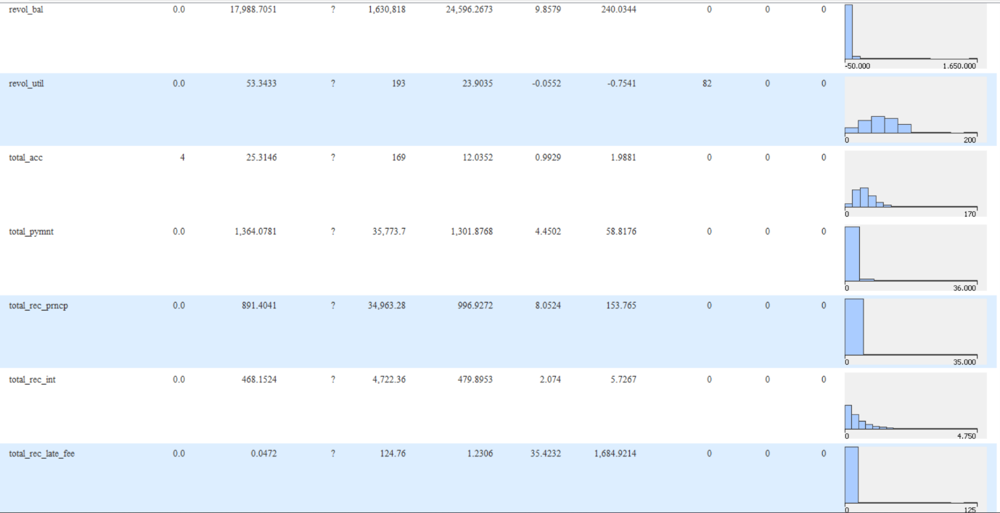 revol_bal 0.0 17,988.7051 ? 1,630,818 24,596.2673 9.8579 240.0344 0 0 0
-50.000 1.650.000
revol_util 0.0 53.3433 ? 193 23.9035 -0.0552 -0.7541 82 0 0
0 200
total_acc 4 25.3146 ? 169 12.0352 0.9929 1.9881 0 0 0
0 170
total_pymnt 0.0 1,364.0781 ? 35,773.7 1,301.8768 4.4502 58.8176 0 0 0
0 36.000
total_rec_prncp 0.0 891.4041 ? 34,963.28 996.9272 8.0524 153.765 0 0 0
0 35.000
total_rec_int 0.0 468.1524 ? 4,722.36 479.8953 2.074 5.7267 0 0 0
0 4.750
total_rec_late_fee 0.0 0.0472 ? 124.76 1.2306 35.4232 1,684.9214 0 0 0
0 125